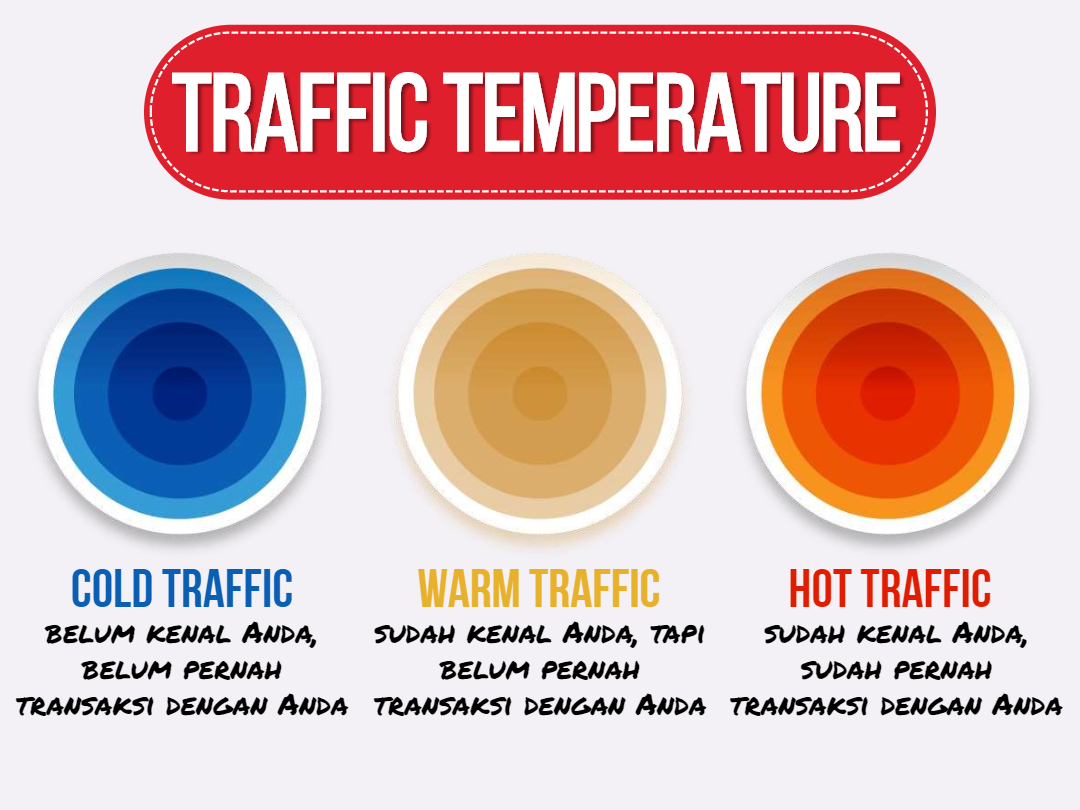 TRAFFIC TEMPERATURE
COLD TRAFFIC
BELUM KENAL ANDA,
BELUM PERNAH
TRANSAKSI DENGAN ANDA
WARM TRAFFIC
SUDAH KENAL ANDA, TAPI
BELUM PERNAH
TRANSAKSI DENGAN ANDA
HOT TRAFFIC
SUDAH KENAL ANDA,
SUDAH PERNAH
TRANSAKSI DENGAN ANDA